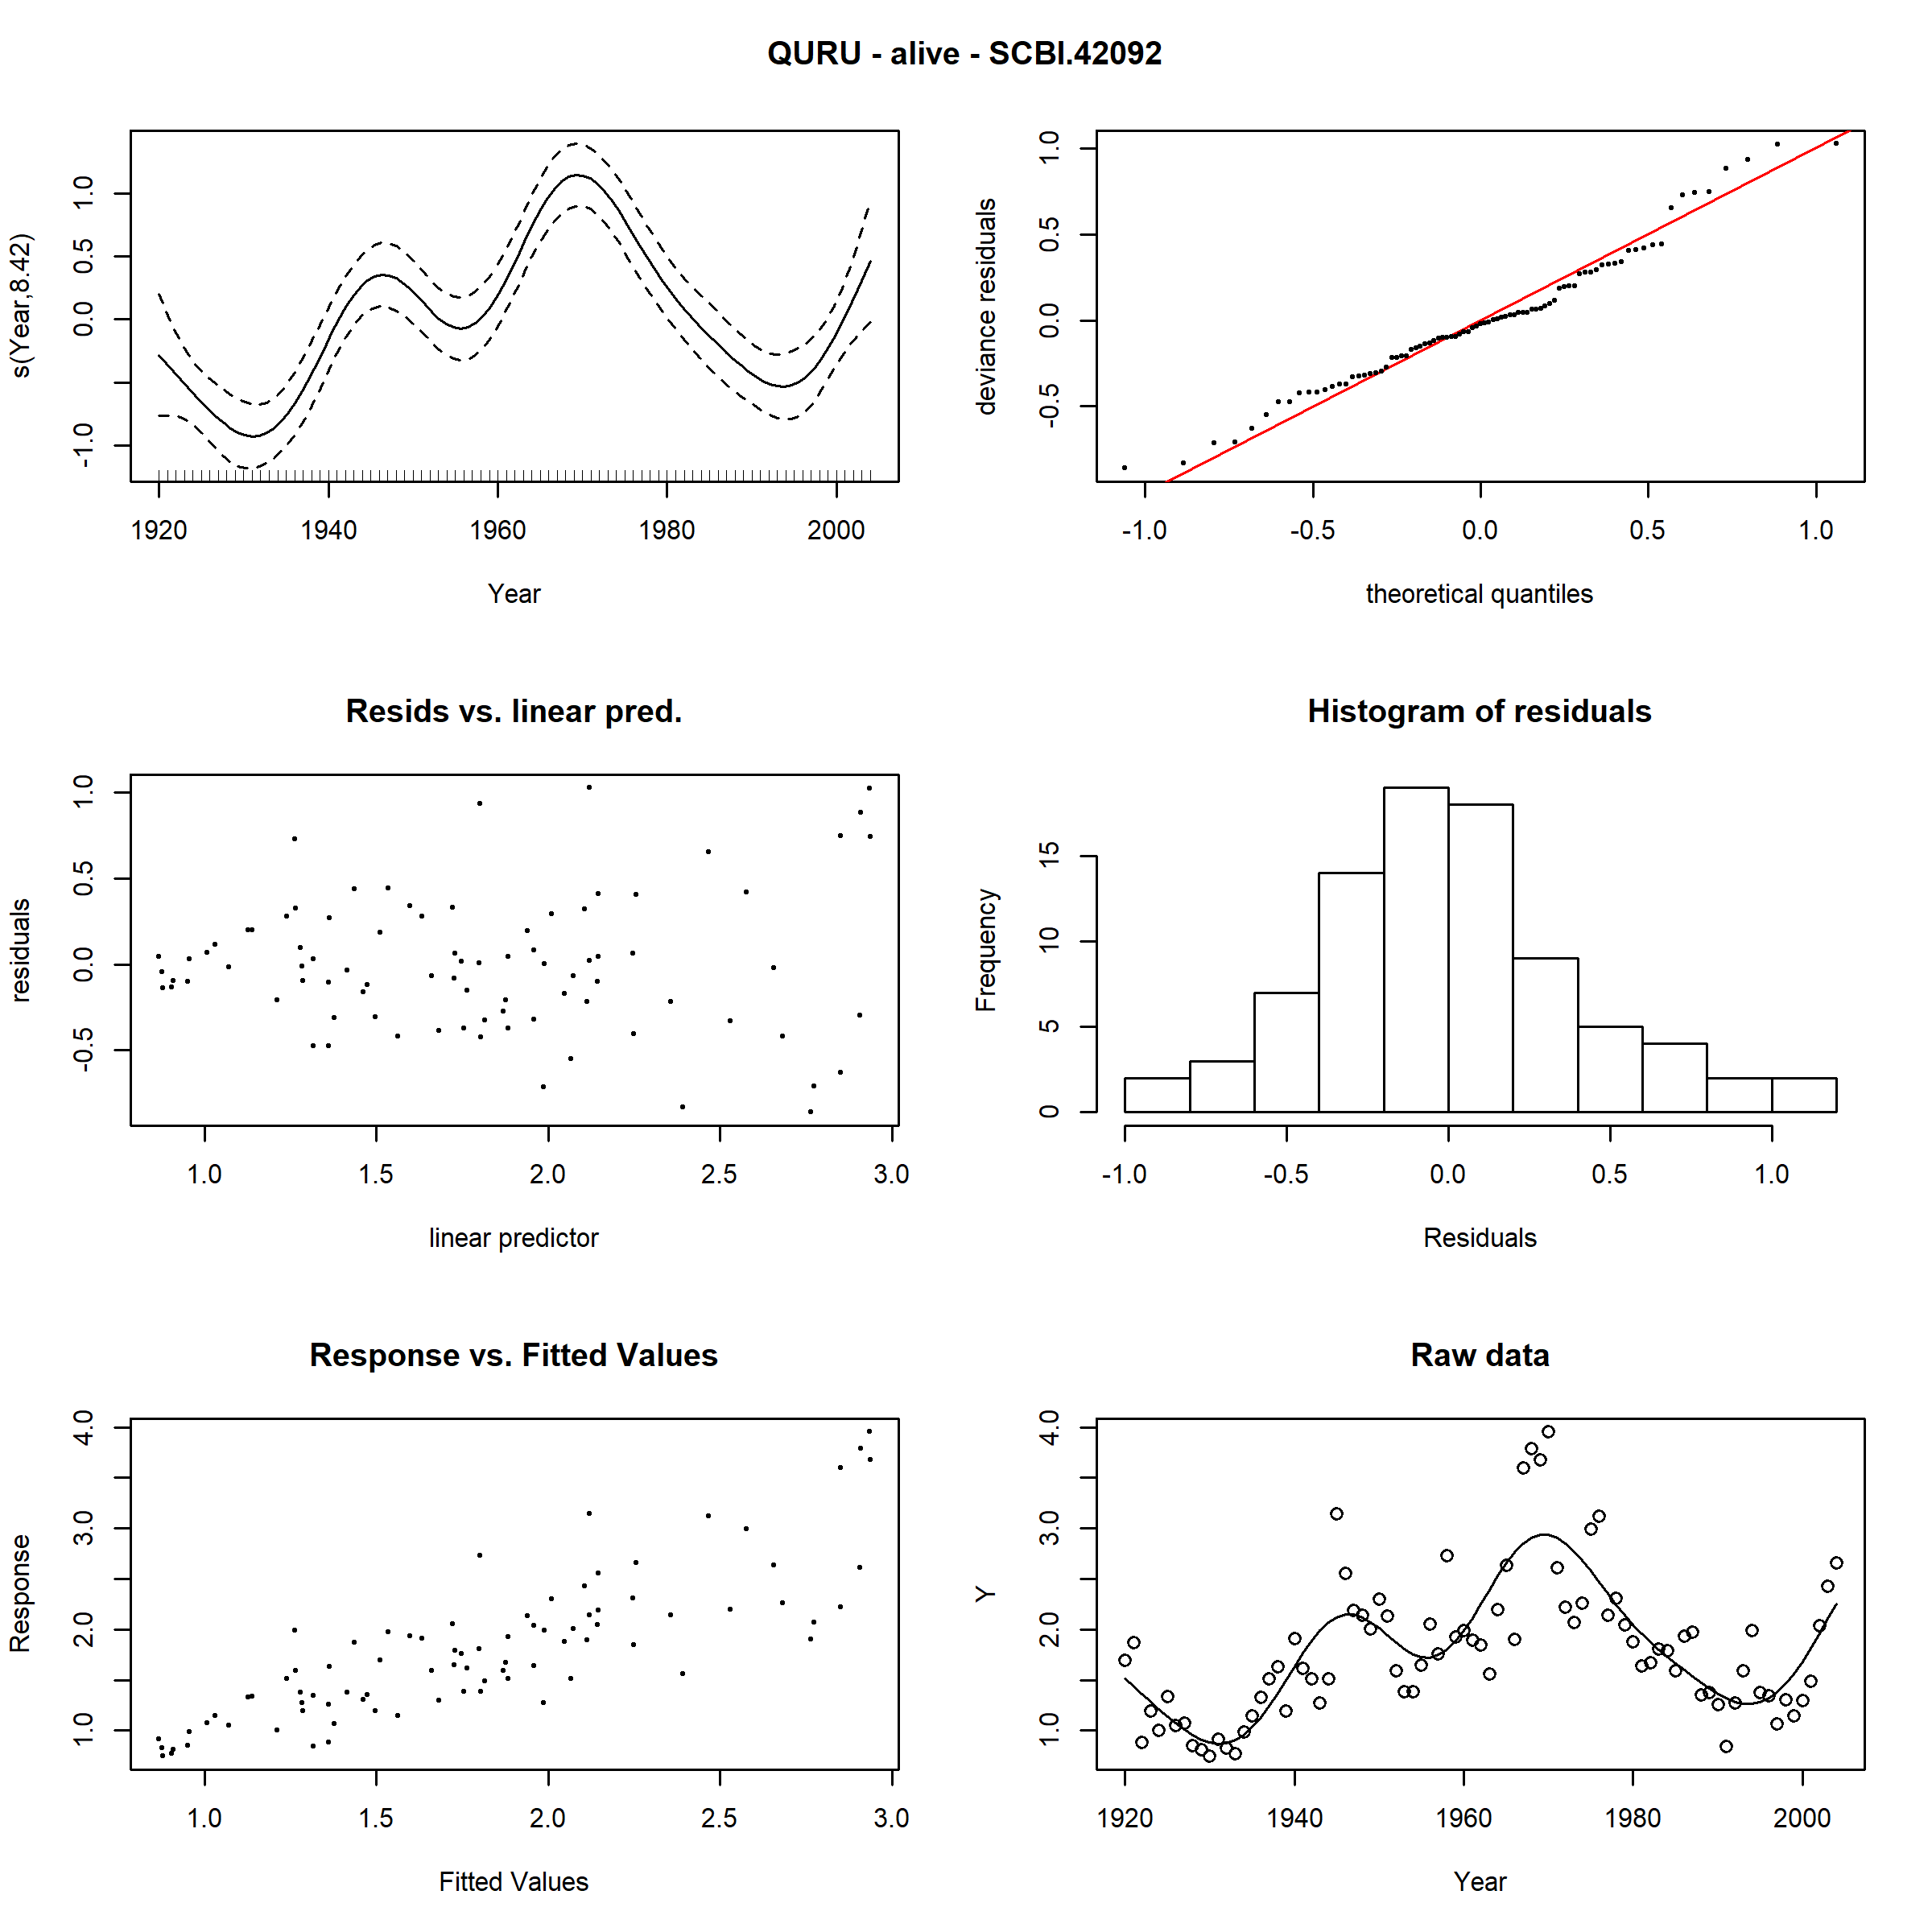 QURU - alive - SCBI.42092
s(Year,8.42)
-1.0 0.0 0.5 1.0
1920 1940 1960 1980 2000
Year
deviance residuals
-0.5 0.0 0.5 1.0
-1.0 -0.5 0.0 0.5 1.0
theoretical quantiles
Resids vs. linear pred.
residuals
-0.5 0.0 0.5 1.0
1.0 1.5 2.0 2.5 3.0
linear predictor
Histogram of residuals
Frequency
0 5 10 15
-1.0 -0.5 0.0 0.5 1.0
Residuals
Response vs. Fitted Values
Response
1.0 2.0 3.0 4.0
1.0 1.5 2.0 2.5 3.0
Fitted Values
Raw data
Y
1.0 2.0 3.0 4.0
1920 1940 1960 1980 2000
Year